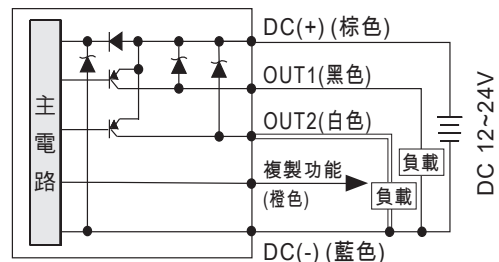 DC(+) (棕色)
OUT1(黑色)
OUT2(白色)
複製功能
(橙色)
DC(-) (藍色)
主電路
負載
負載
DC 12~24V